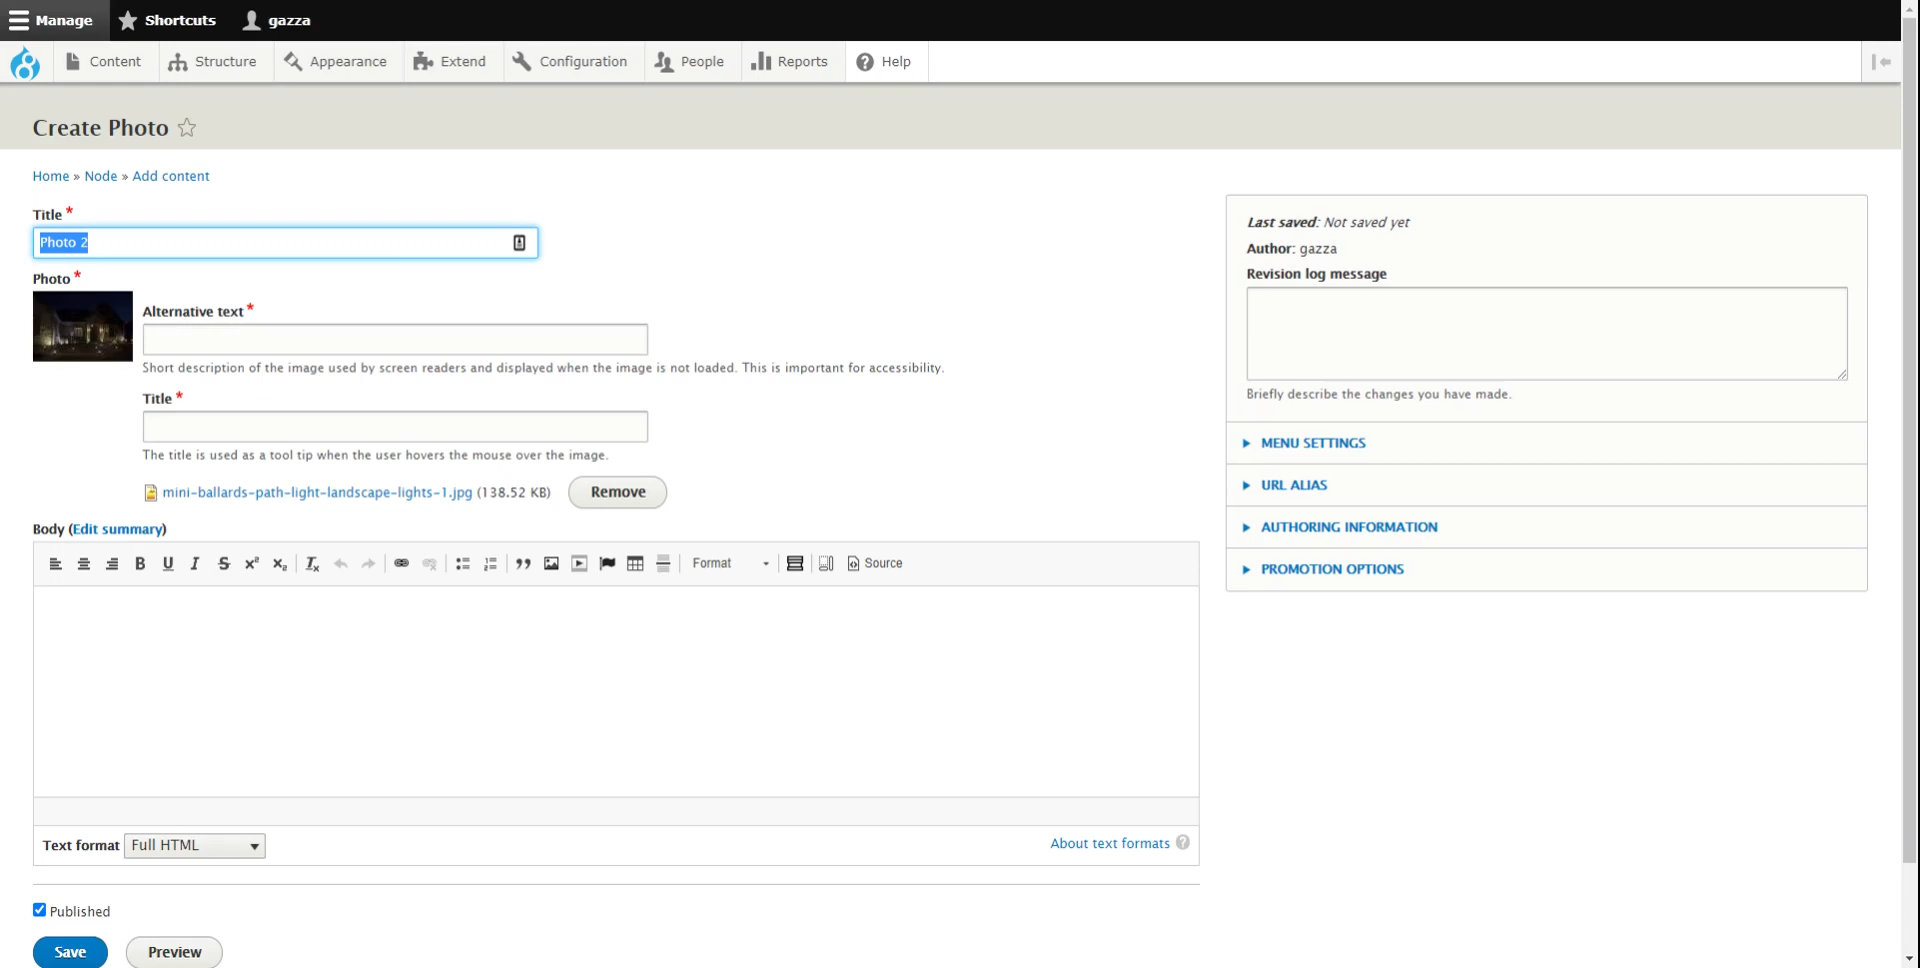 Manage Shortcuts gazza
Content Structure Appearance Extend Configuration People Reports Help
Create Photo
Home » Node » Add content
Title *
Photo 2
Photo *
Alternative text *
Short description of the image used by screen readers and displayed when the image is not loaded. This is important for accessibility.
Title *
The title is used as a tool tip when the user hovers the mouse over the image.
mini-ballards-path-light-landscape-lights-1.jpg (138.52 KB) Remove
Body (Edit summary)
B U I S x² x₂ Ix Format Source
Text format Full HTML About text formats ?
Published
Save Preview
Last saved: Not saved yet
Author: gazza
Revision log message
Briefly describe the changes you have made.
MENU SETTINGS
URL ALIAS
AUTHORING INFORMATION
PROMOTION OPTIONS